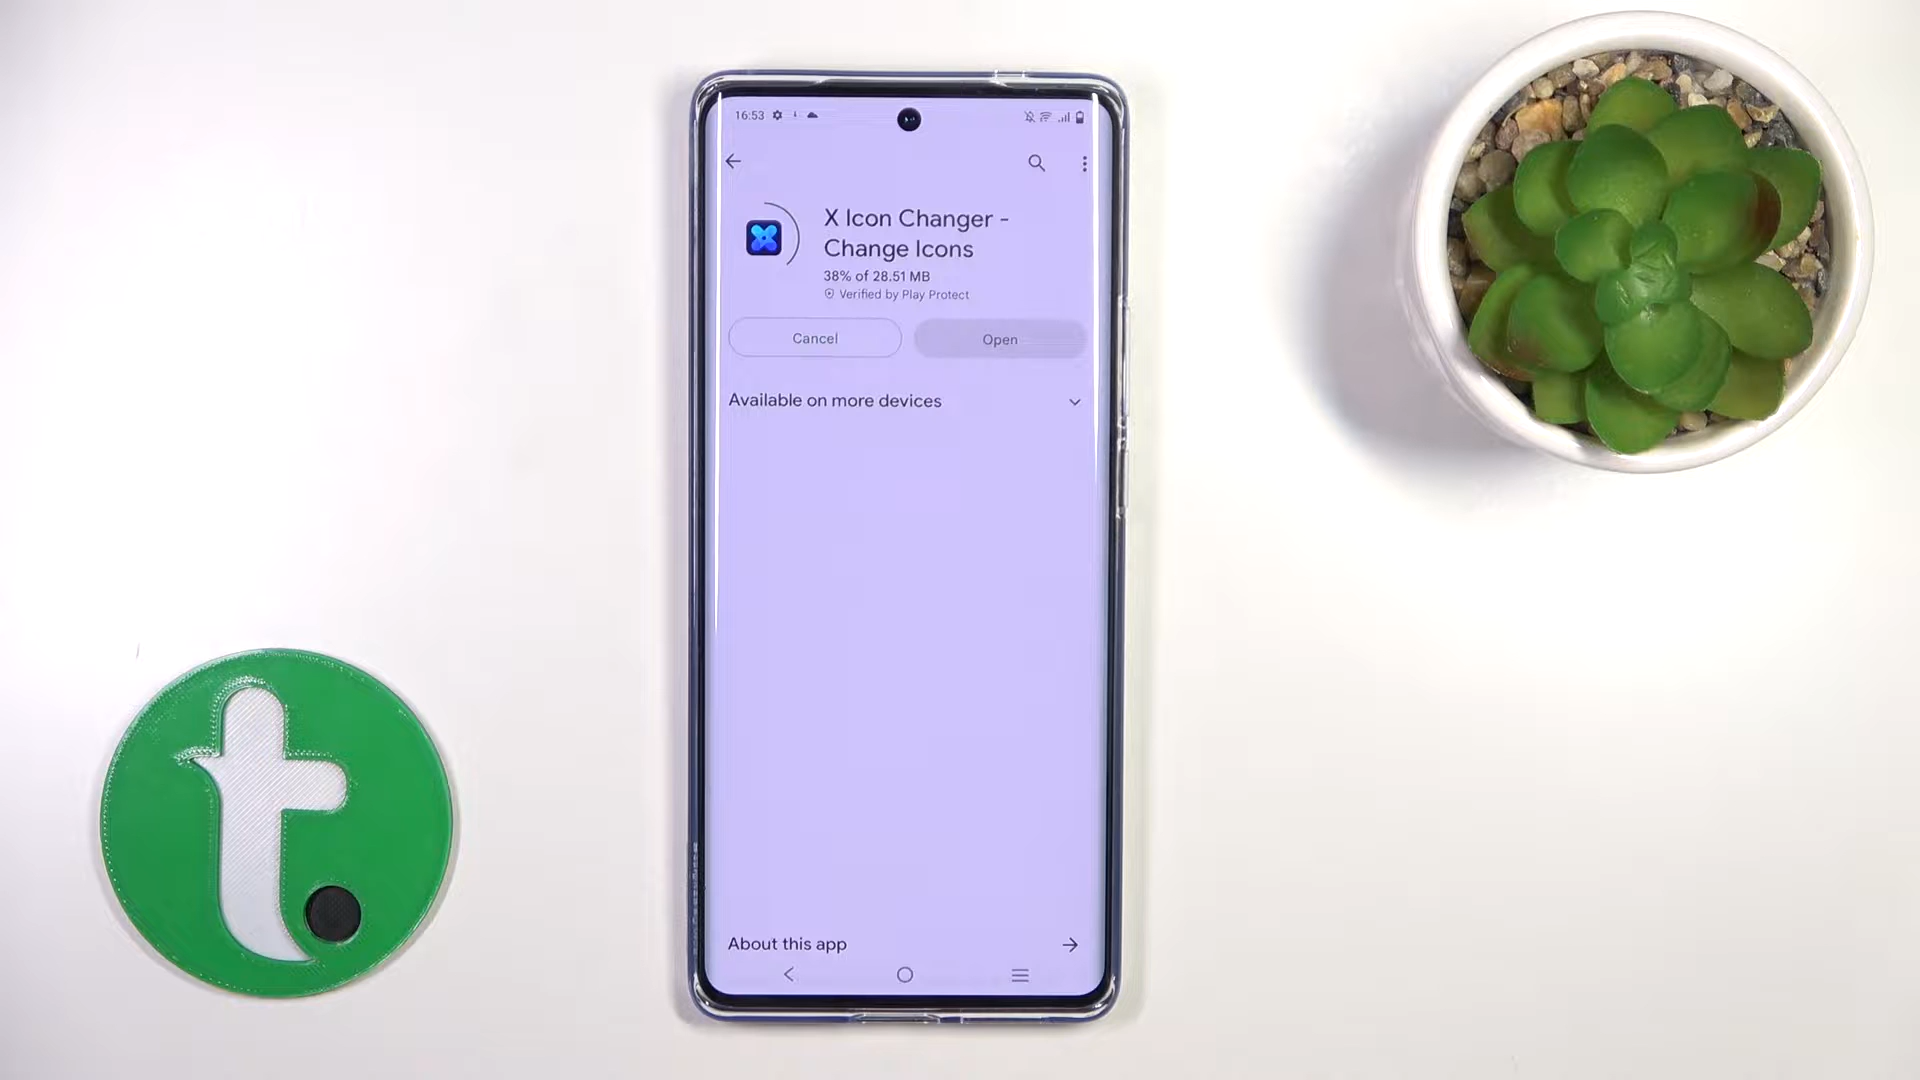 16:53
X Icon Changer -
Change Icons
38% of 28.51 MB
Verified by Play Protect
Cancel
Open
Available on more devices
About this app
t.